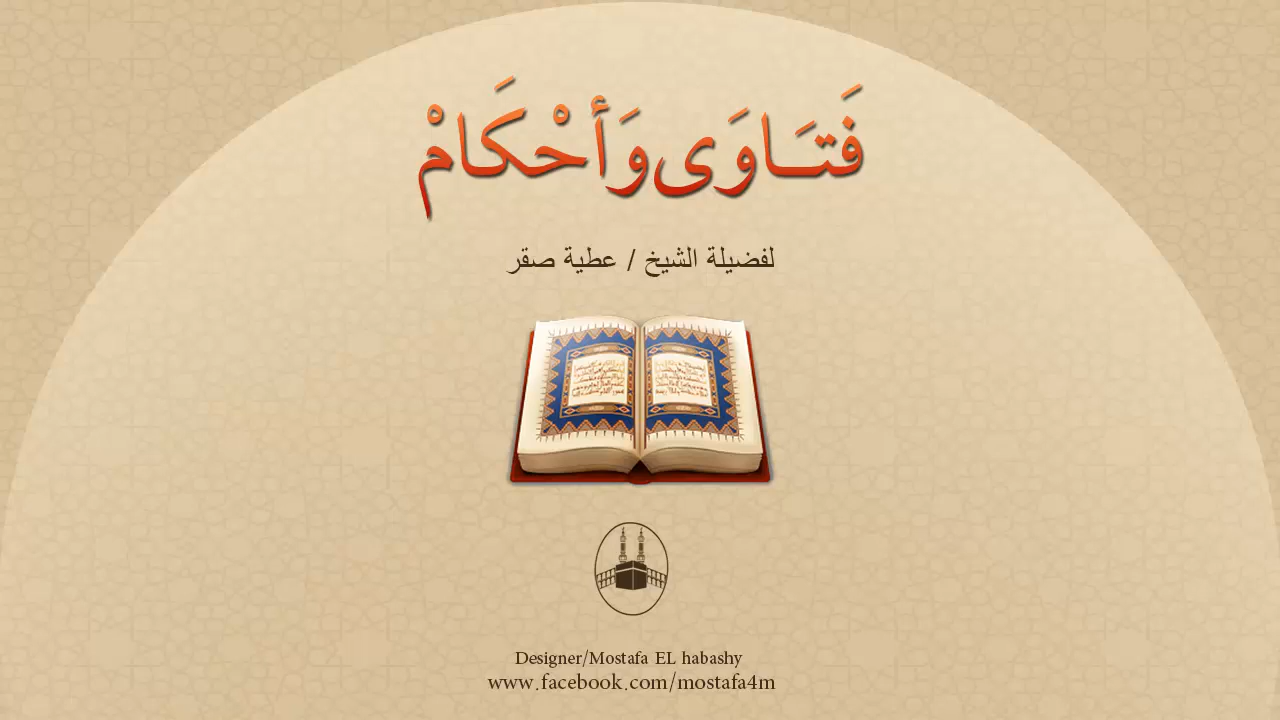 فَتَاوَى وَأَحْكَامْ
لفضيلة الشيخ / عطية صقر
Designer/Mostafa EL habashy
www.facebook.com/mostafa4m